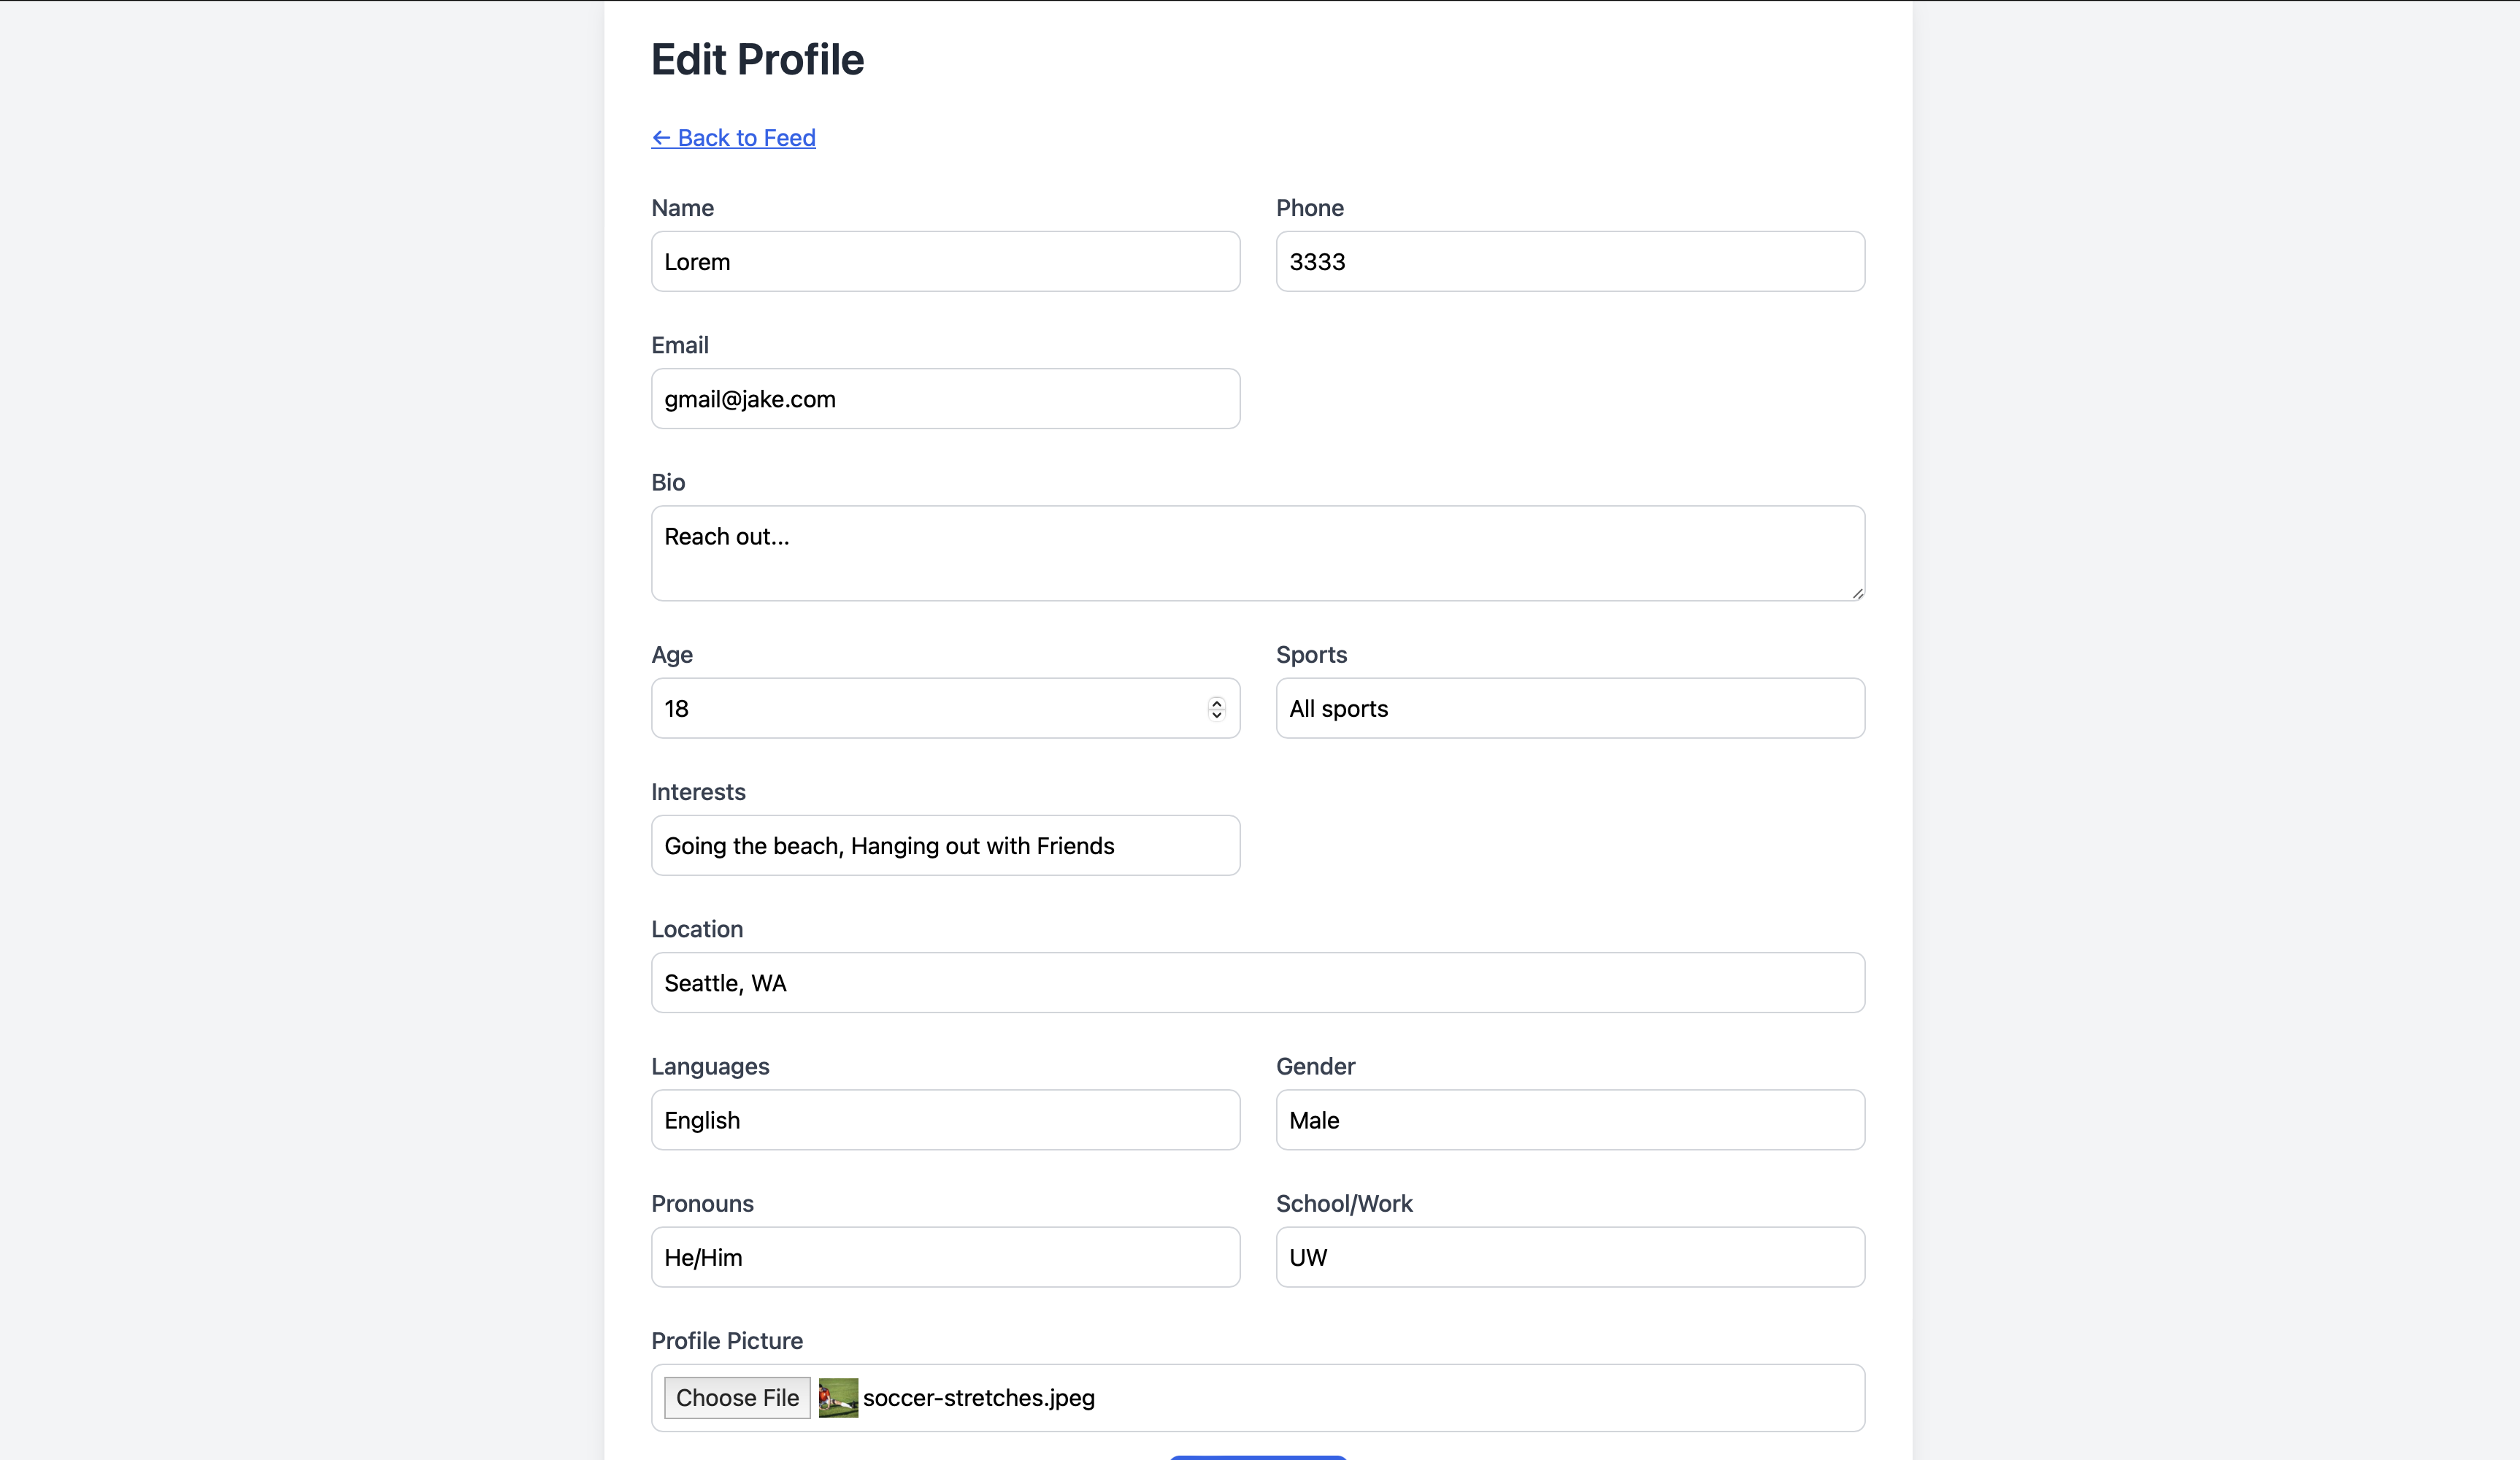 Edit Profile
← Back to Feed
Name
Phone
Lorem
3333
Email
gmail@jake.com
Bio
Reach out...
Age
Sports
18
All sports
Interests
Going the beach, Hanging out with Friends
Location
Seattle, WA
Languages
Gender
English
Male
Pronouns
School/Work
He/Him
UW
Profile Picture
Choose File soccer-stretches.jpeg